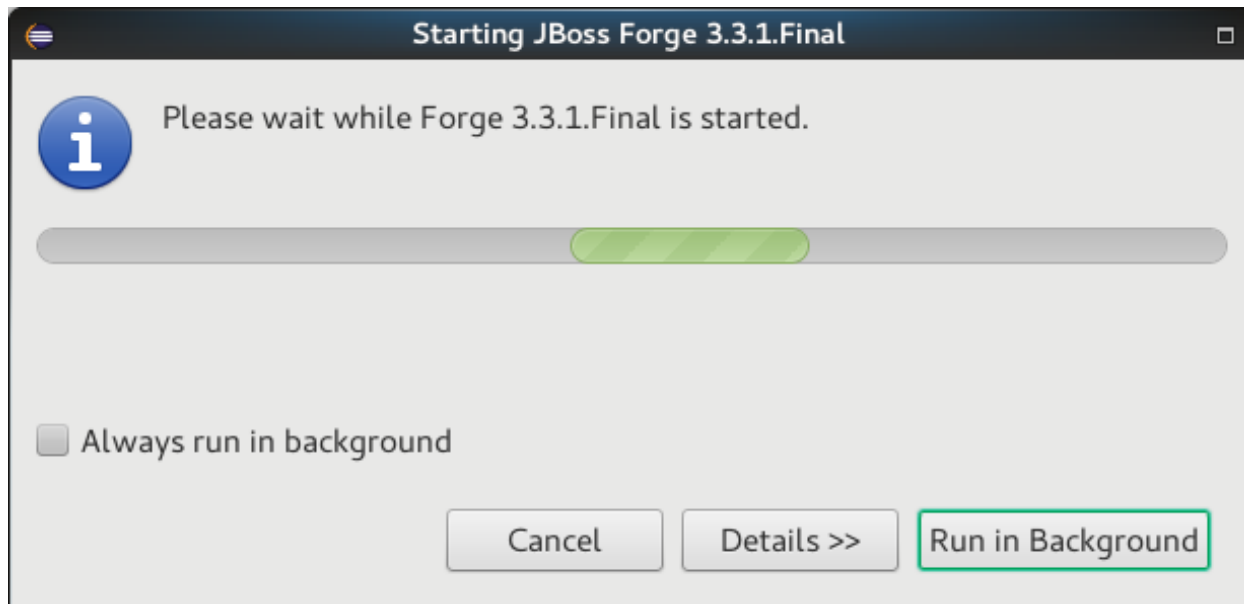 Starting JBoss Forge 3.3.1.Final
Please wait while Forge 3.3.1.Final is started.
Always run in background
Cancel
Details >>
Run in Background